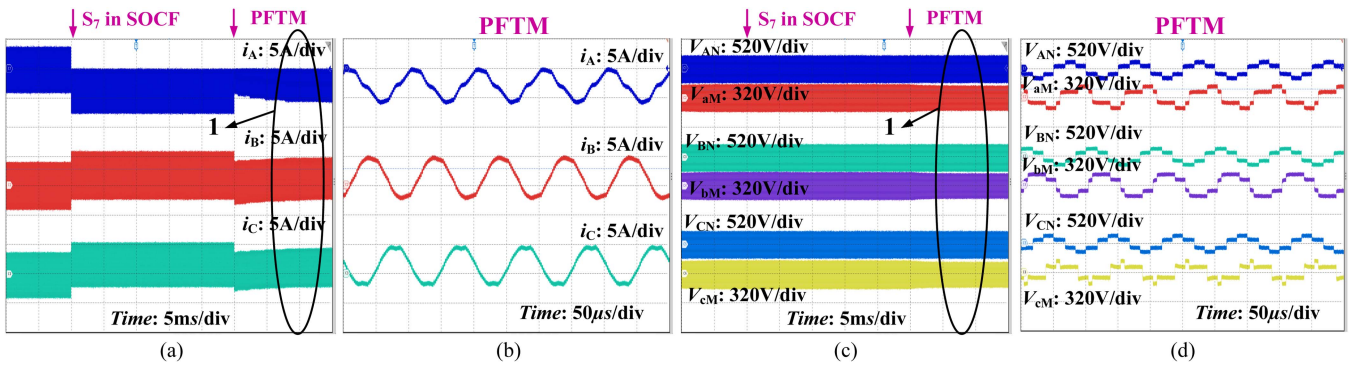 S7 in SOCF PFTM
iA: 5A/div
1
iB: 5A/div
iC: 5A/div
Time: 5ms/div
(a)
PFTM
iA: 5A/div
iB: 5A/div
iC: 5A/div
Time: 50μs/div
(b)
S7 in SOCF PFTM
VAN: 520V/div
VaM: 320V/div
1
VBN: 520V/div
VbM: 320V/div
VCN: 520V/div
VcM: 320V/div
Time: 5ms/div
(c)
PFTM
VAN: 520V/div
VaM: 320V/div
VBN: 520V/div
VbM: 320V/div
VCN: 520V/div
VcM: 320V/div
Time: 50μs/div
(d)